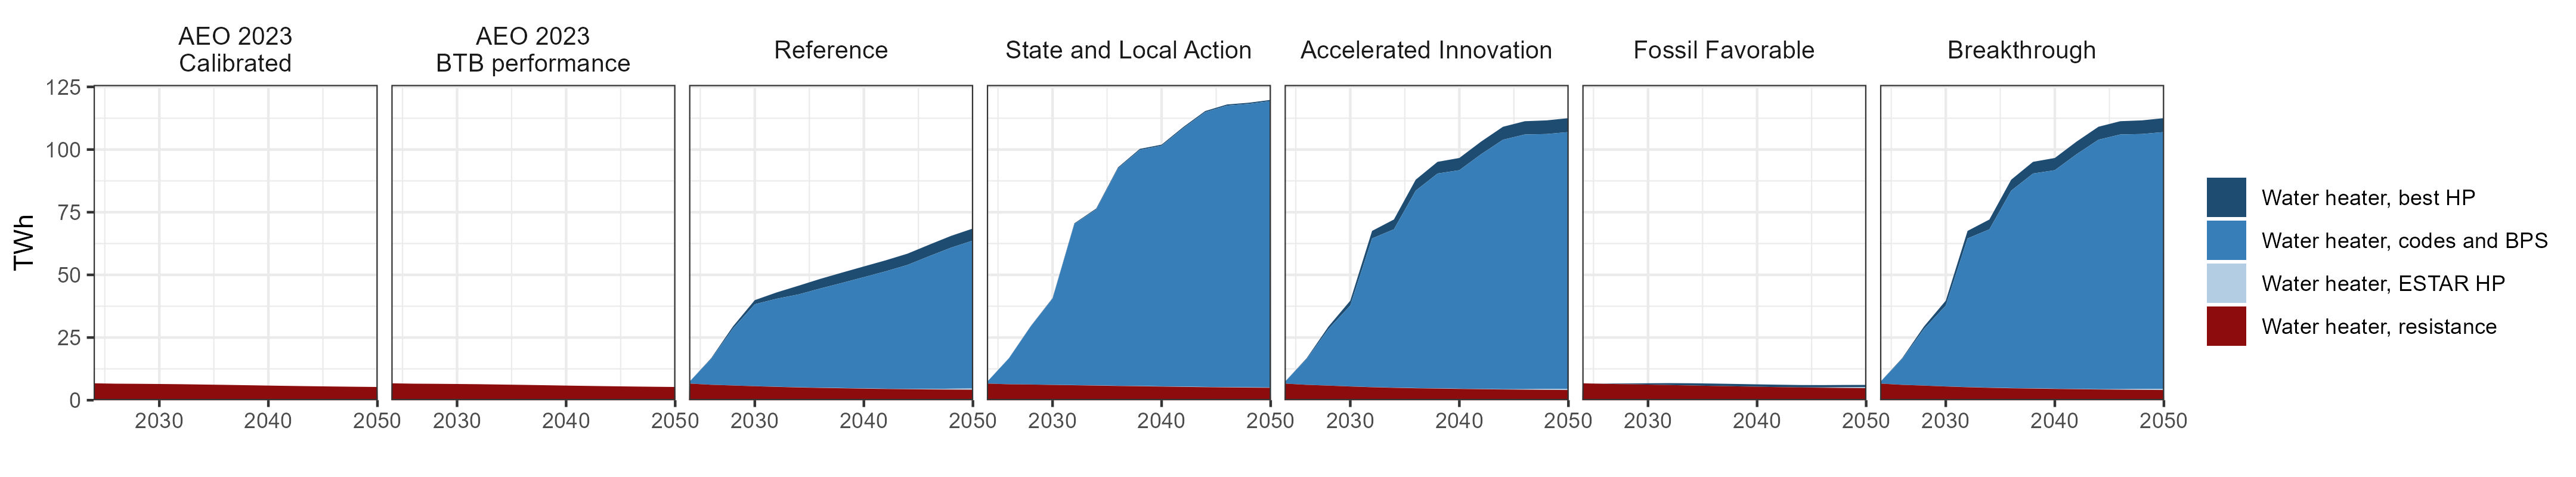 AEO 2023
Calibrated
AEO 2023
BTB performance
Reference
State and Local Action
Accelerated Innovation
Fossil Favorable
Breakthrough
TWh
125
100
75
50
25
0
2030 2040 2050 2030 2040 2050 2030 2040 2050 2030 2040 2050 2030 2040 2050 2030 2040 2050 2030 2040 2050
Water heater, best HP
Water heater, codes and BPS
Water heater, ESTAR HP
Water heater, resistance